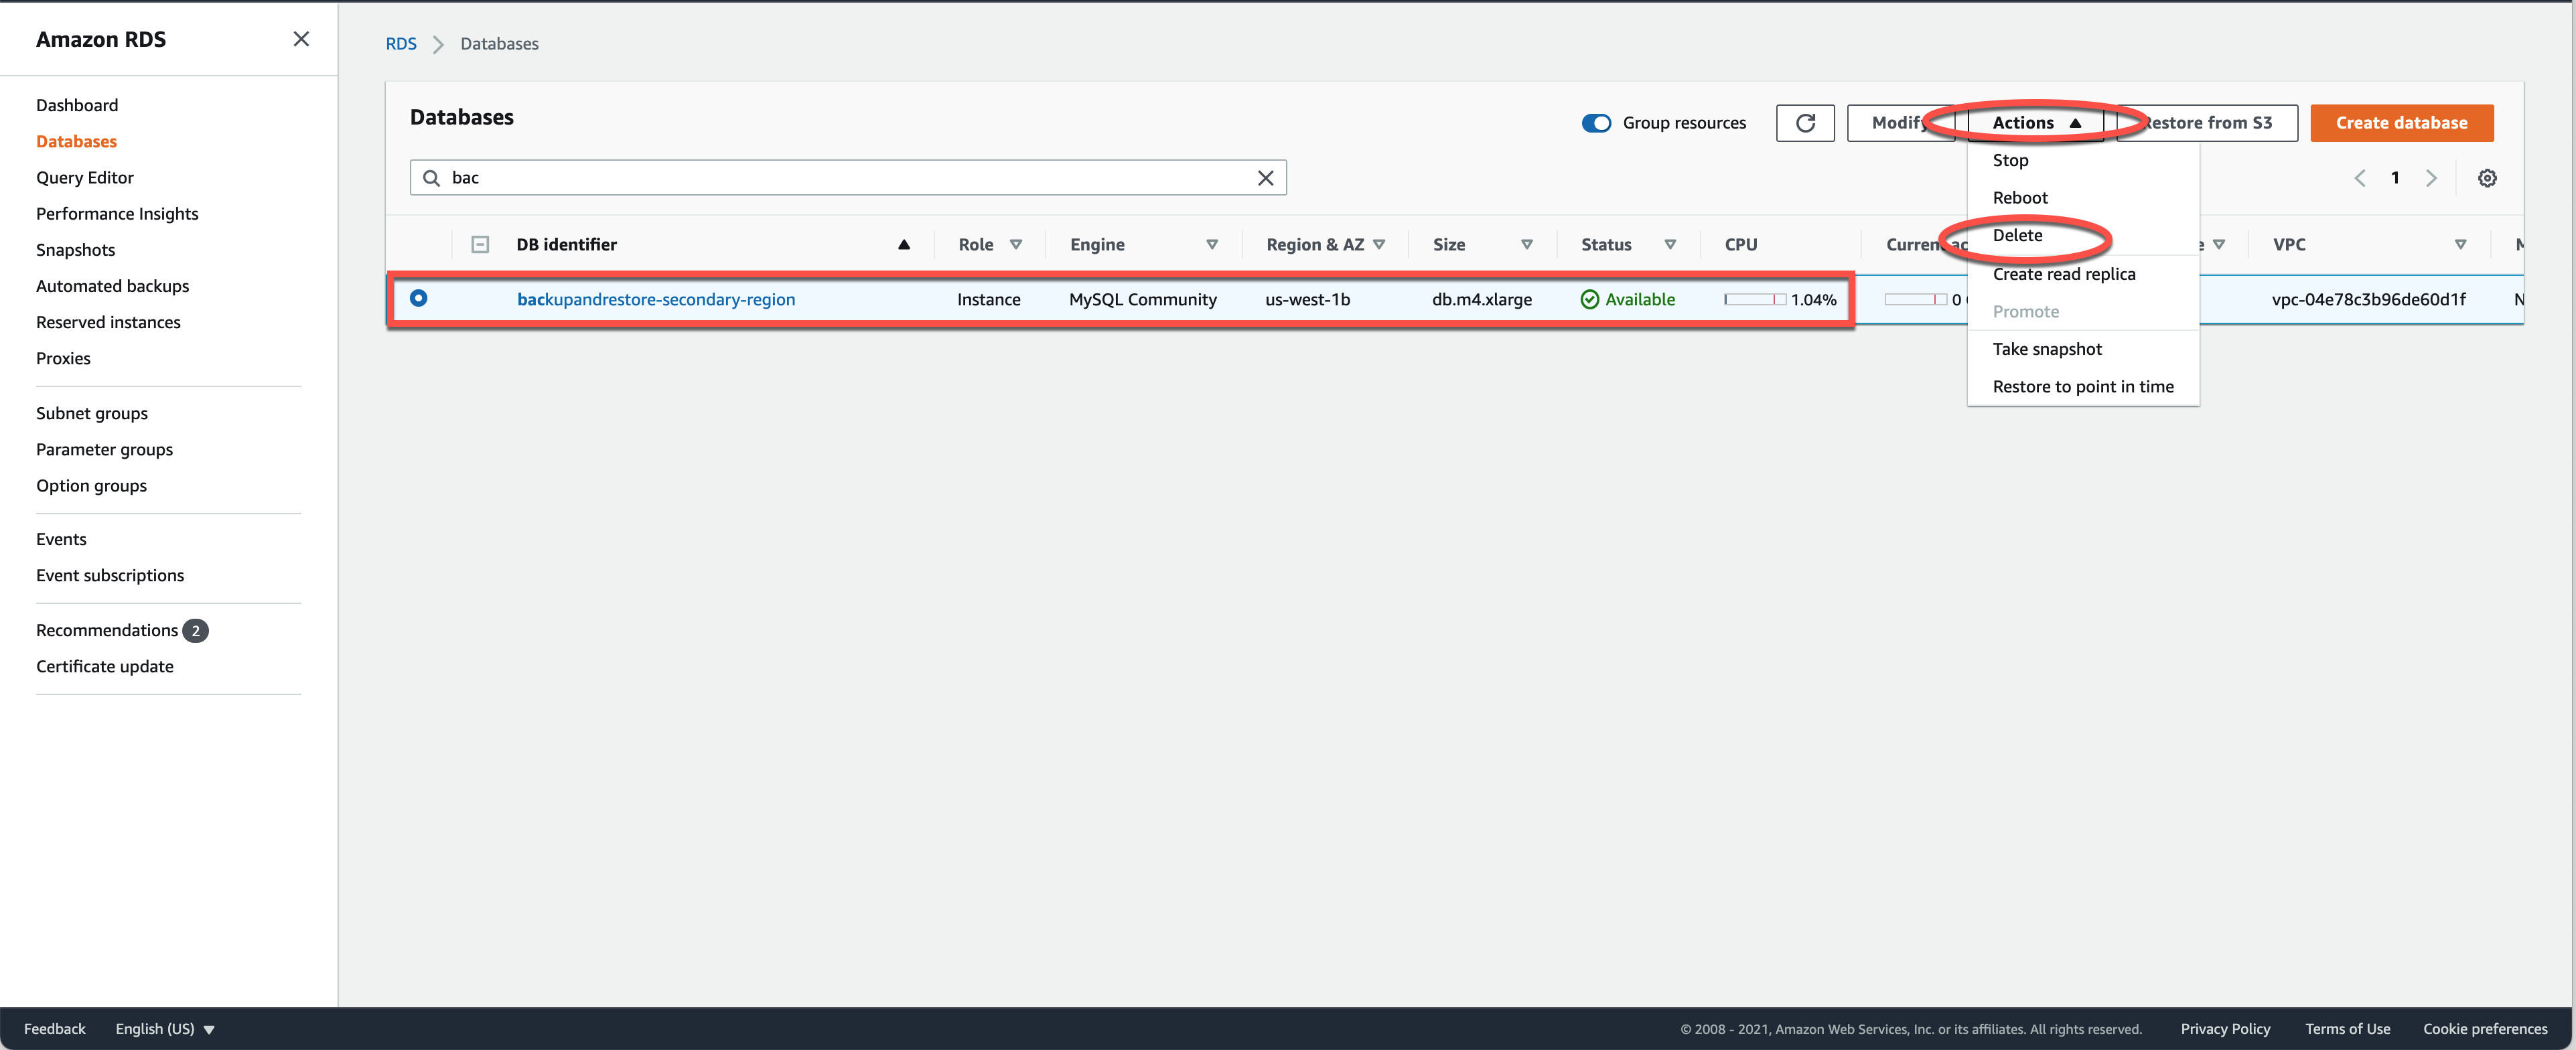 Amazon RDS
Dashboard
Databases
Query Editor
Performance Insights
Snapshots
Automated backups
Reserved instances
Proxies
Subnet groups
Parameter groups
Option groups
Events
Event subscriptions
Recommendations 2
Certificate update
RDS Databases
Databases
Group resources Modify Actions Restore from S3 Create database
bac
1
Stop
Reboot
Delete
Create read replica
Promote
Take snapshot
Restore to point in time
DB identifier Role Engine Region & AZ Size Status CPU Current ac e VPC M
backupandrestore-secondary-region Instance MySQL Community us-west-1b db.m4.xlarge Available 1.04% 0 vpc-04e78c3b96de60d1f N
Feedback English (US) © 2008 - 2021, Amazon Web Services, Inc. or its affiliates. All rights reserved. Privacy Policy Terms of Use Cookie preferences